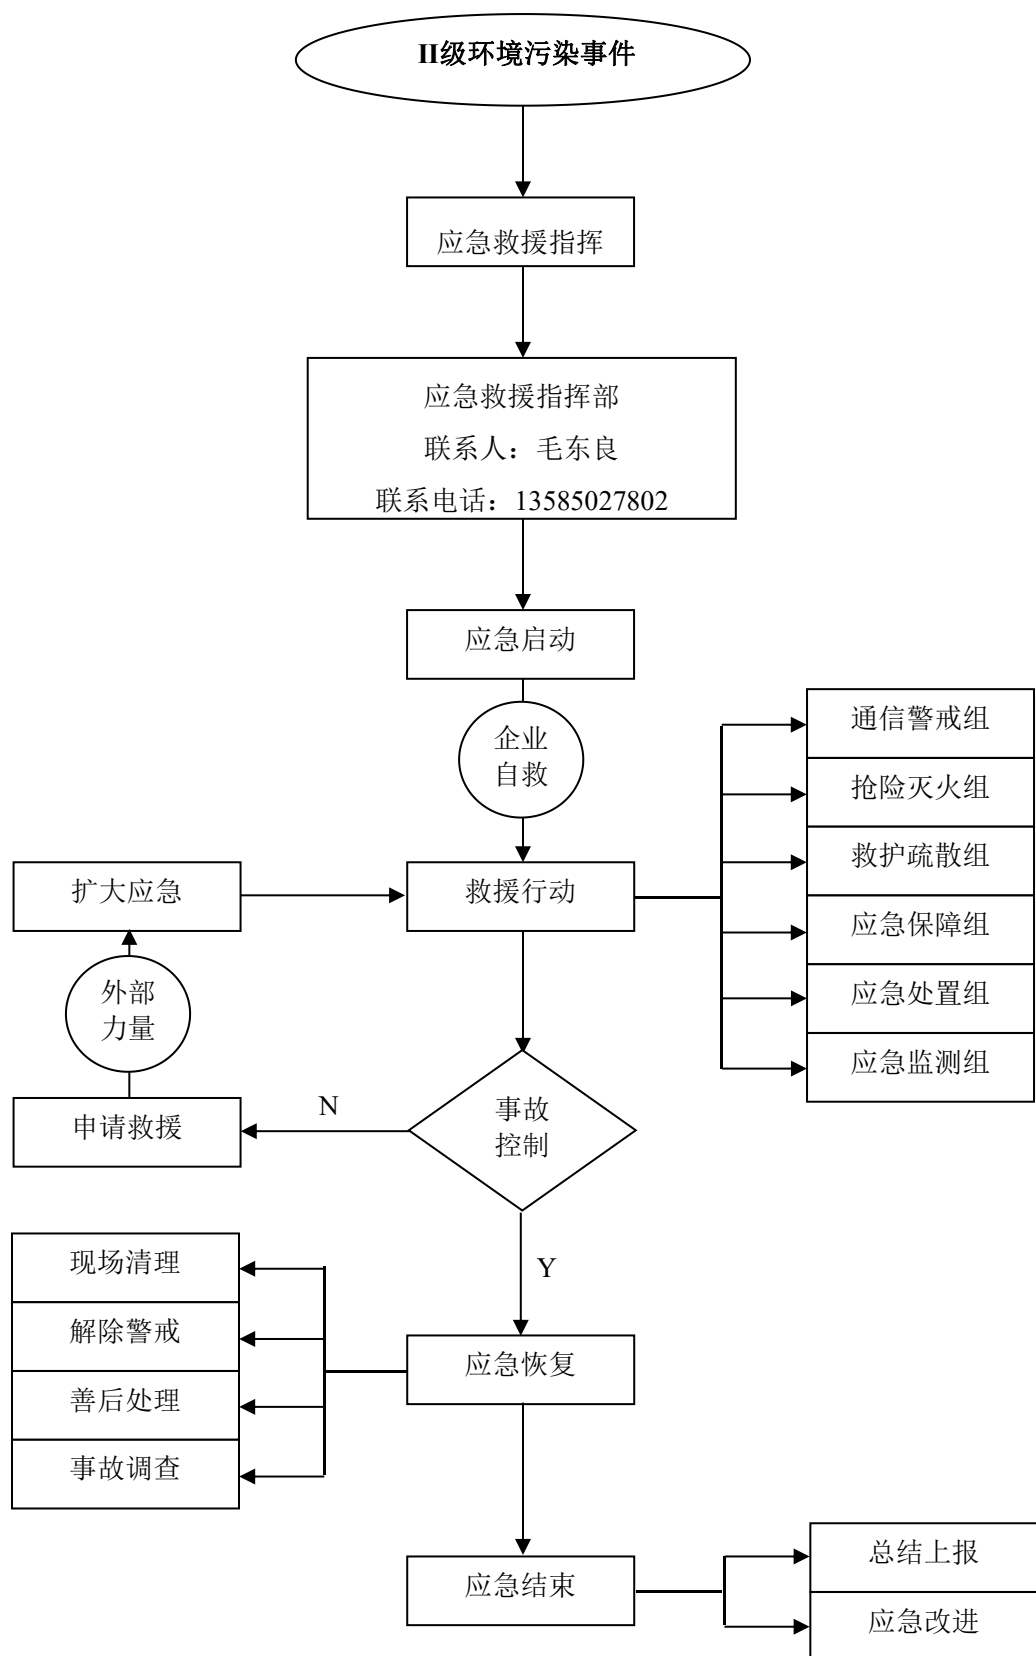 II级环境污染事件
应急救援指挥
应急救援指挥部
联系人：毛东良
联系电话：13585027802
应急启动
企业
自救
通信警戒组
抢险灭火组
救护疏散组
应急保障组
应急处置组
应急监测组
扩大应急
救援行动
外部
力量
申请救援
N
事故
控制
Y
现场清理
解除警戒
善后处理
事故调查
应急恢复
应急结束
总结上报
应急改进